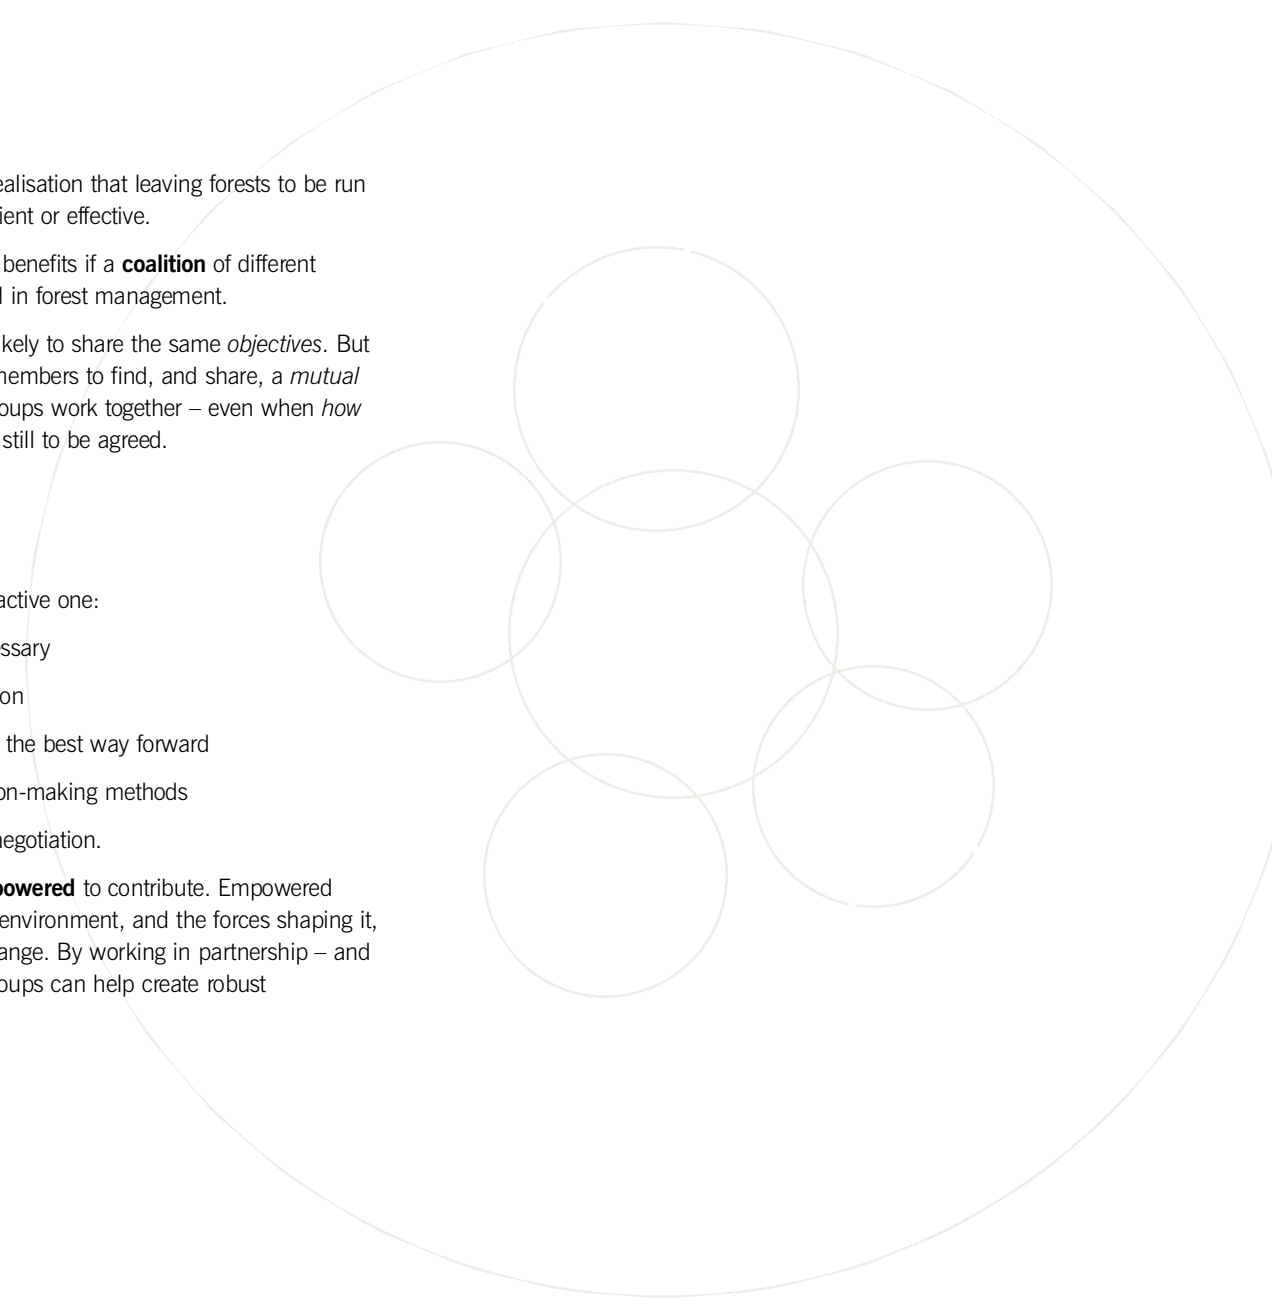 ealisation that leaving forests to be run
ient or effective.
benefits if a coalition of different
in forest management.
kely to share the same objectives. But
members to find, and share, a mutual
oups work together – even when how
still to be agreed.
active one:
ssary
on
the best way forward
on-making methods
negotiation.
powered to contribute. Empowered
environment, and the forces shaping it,
ange. By working in partnership – and
oups can help create robust